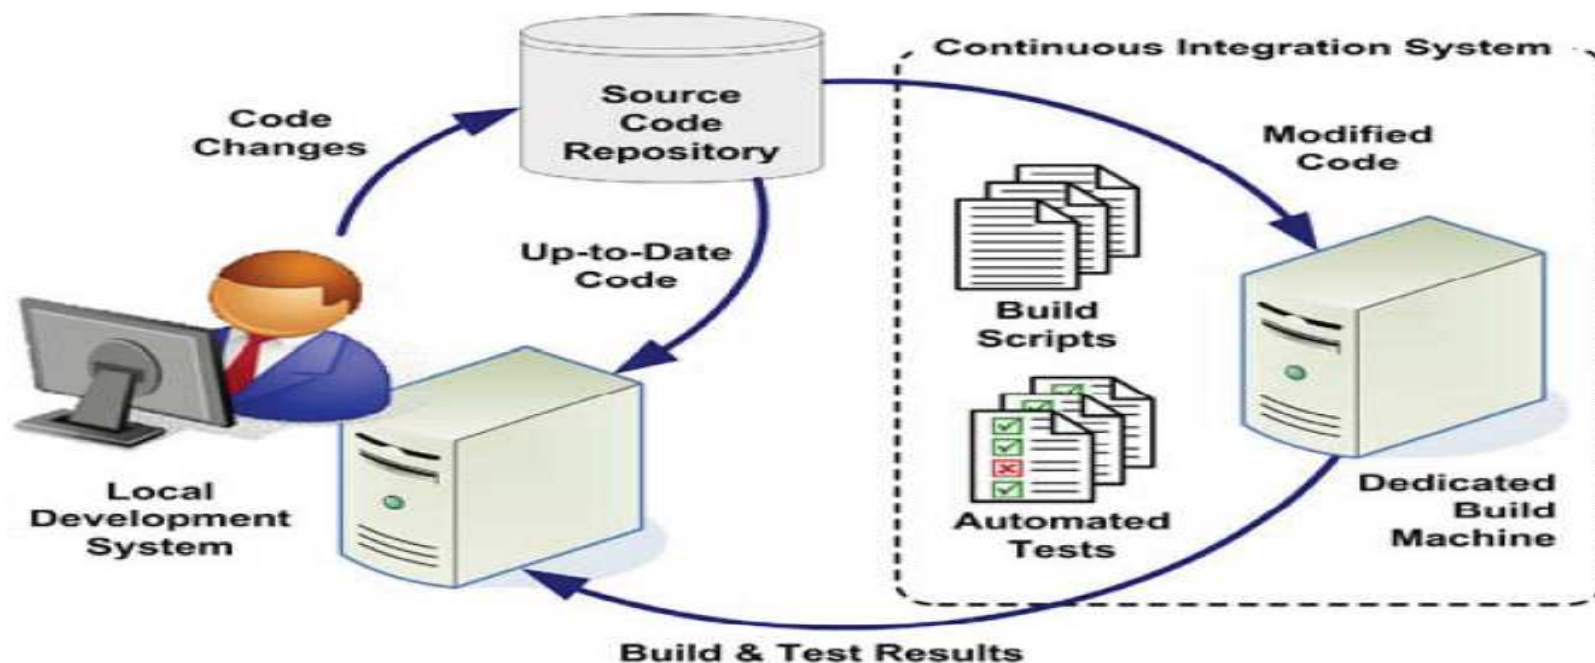 Continuous Integration System
Source
Code
Repository
Code
Changes
Modified
Code
Up-to-Date
Code
Build
Scripts
Local
Development
System
Automated
Tests
Dedicated
Build
Machine
Build & Test Results